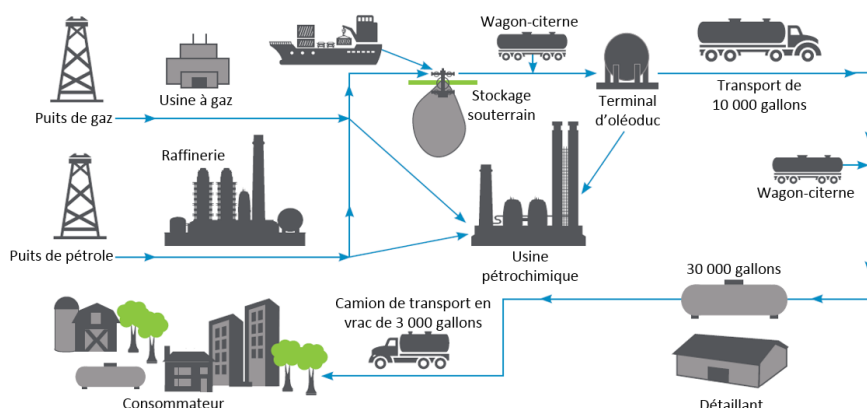 Wagon-citerne
Usine à gaz
Puits de gaz
Stockage
souterrain
Terminal
d'oléoduc
Transport de
10 000 gallons
Raffinerie
Wagon-citerne
Puits de pétrole
Usine
pétrochimique
30 000 gallons
Camion de transport en
vrac de 3 000 gallons
Consommateur
Détaillant